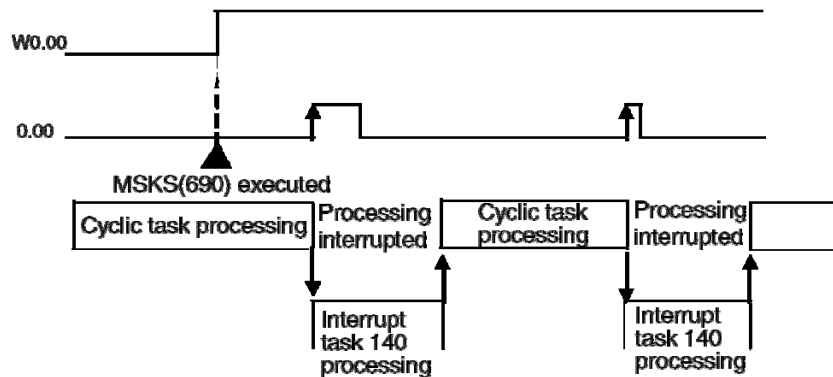 W0.00
0.00
MSKS(690) executed
Cyclic task processing
Processing
interrupted
Cyclic task
processing
Processing
interrupted
Interrupt
task 140
processing
Interrupt
task 140
processing